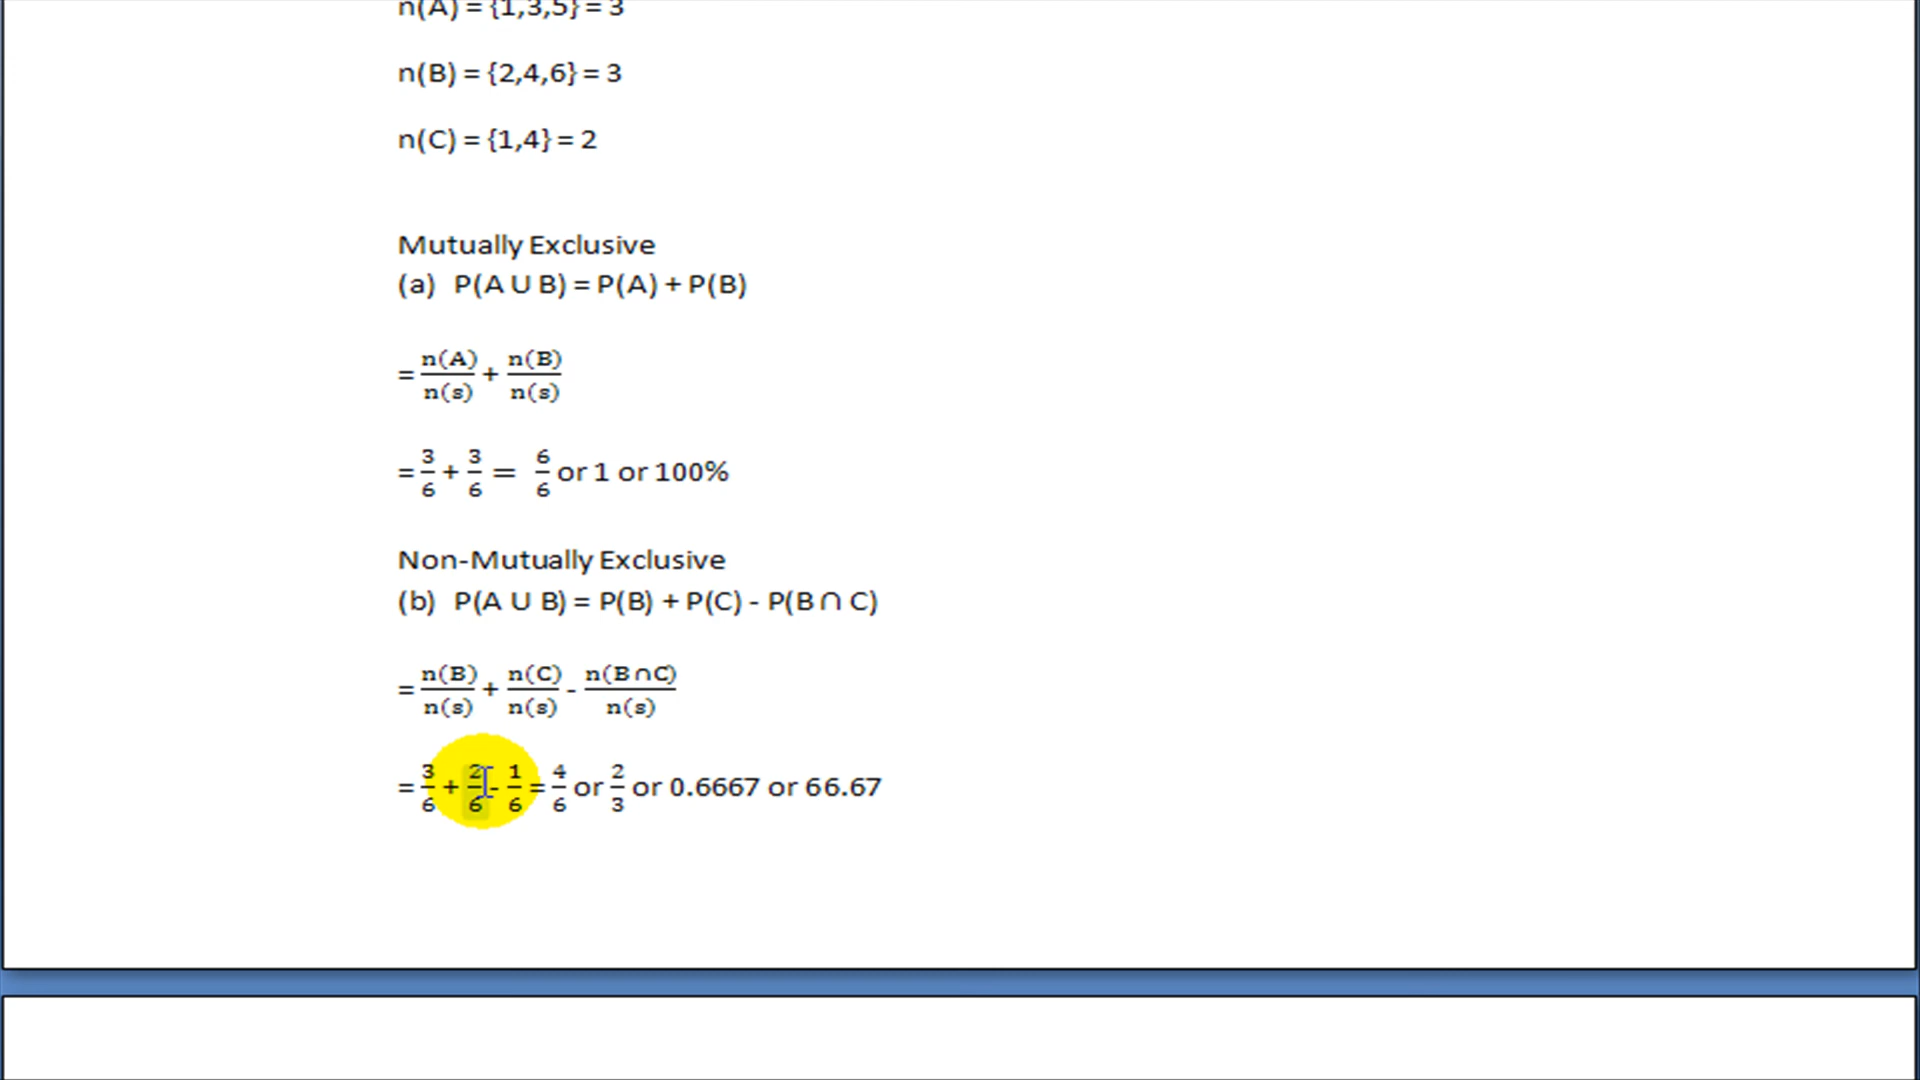 n(A) = {1,3,5} = 3
n(B) = {2,4,6} = 3
n(C) = {1,4} = 2
Mutually Exclusive
(a) P(A U B) = P(A) + P(B)
= n(A)/n(s) + n(B)/n(s)
= 3/6 + 3/6 = 6/6 or 1 or 100%
Non-Mutually Exclusive
(b) P(A U B) = P(B) + P(C) - P(B ∩ C)
= n(B)/n(s) + n(C)/n(s) - n(B∩C)/n(s)
= 3/6 + 2/6 - 1/6 = 4/6 or 2/3 or 0.6667 or 66.67